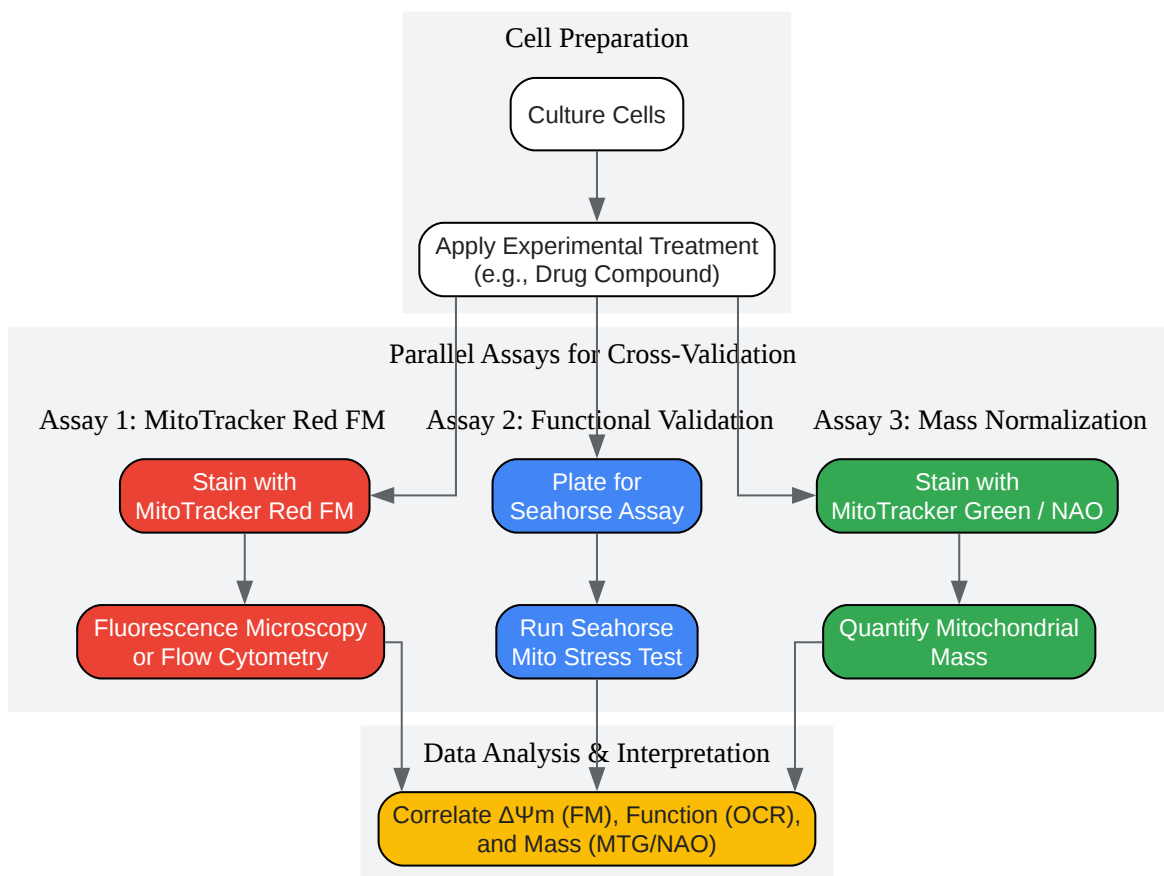 Cell Preparation
Culture Cells
Apply Experimental Treatment
(e.g., Drug Compound)
Parallel Assays for Cross-Validation
Assay 1: MitoTracker Red FM
Stain with
MitoTracker Red FM
Fluorescence Microscopy
or Flow Cytometry
Assay 2: Functional Validation
Plate for
Seahorse Assay
Run Seahorse
Mito Stress Test
Assay 3: Mass Normalization
Stain with
MitoTracker Green / NAO
Quantify Mitochondrial
Mass
Data Analysis & Interpretation
Correlate ΔΨm (FM), Function (OCR),
and Mass (MTG/NAO)